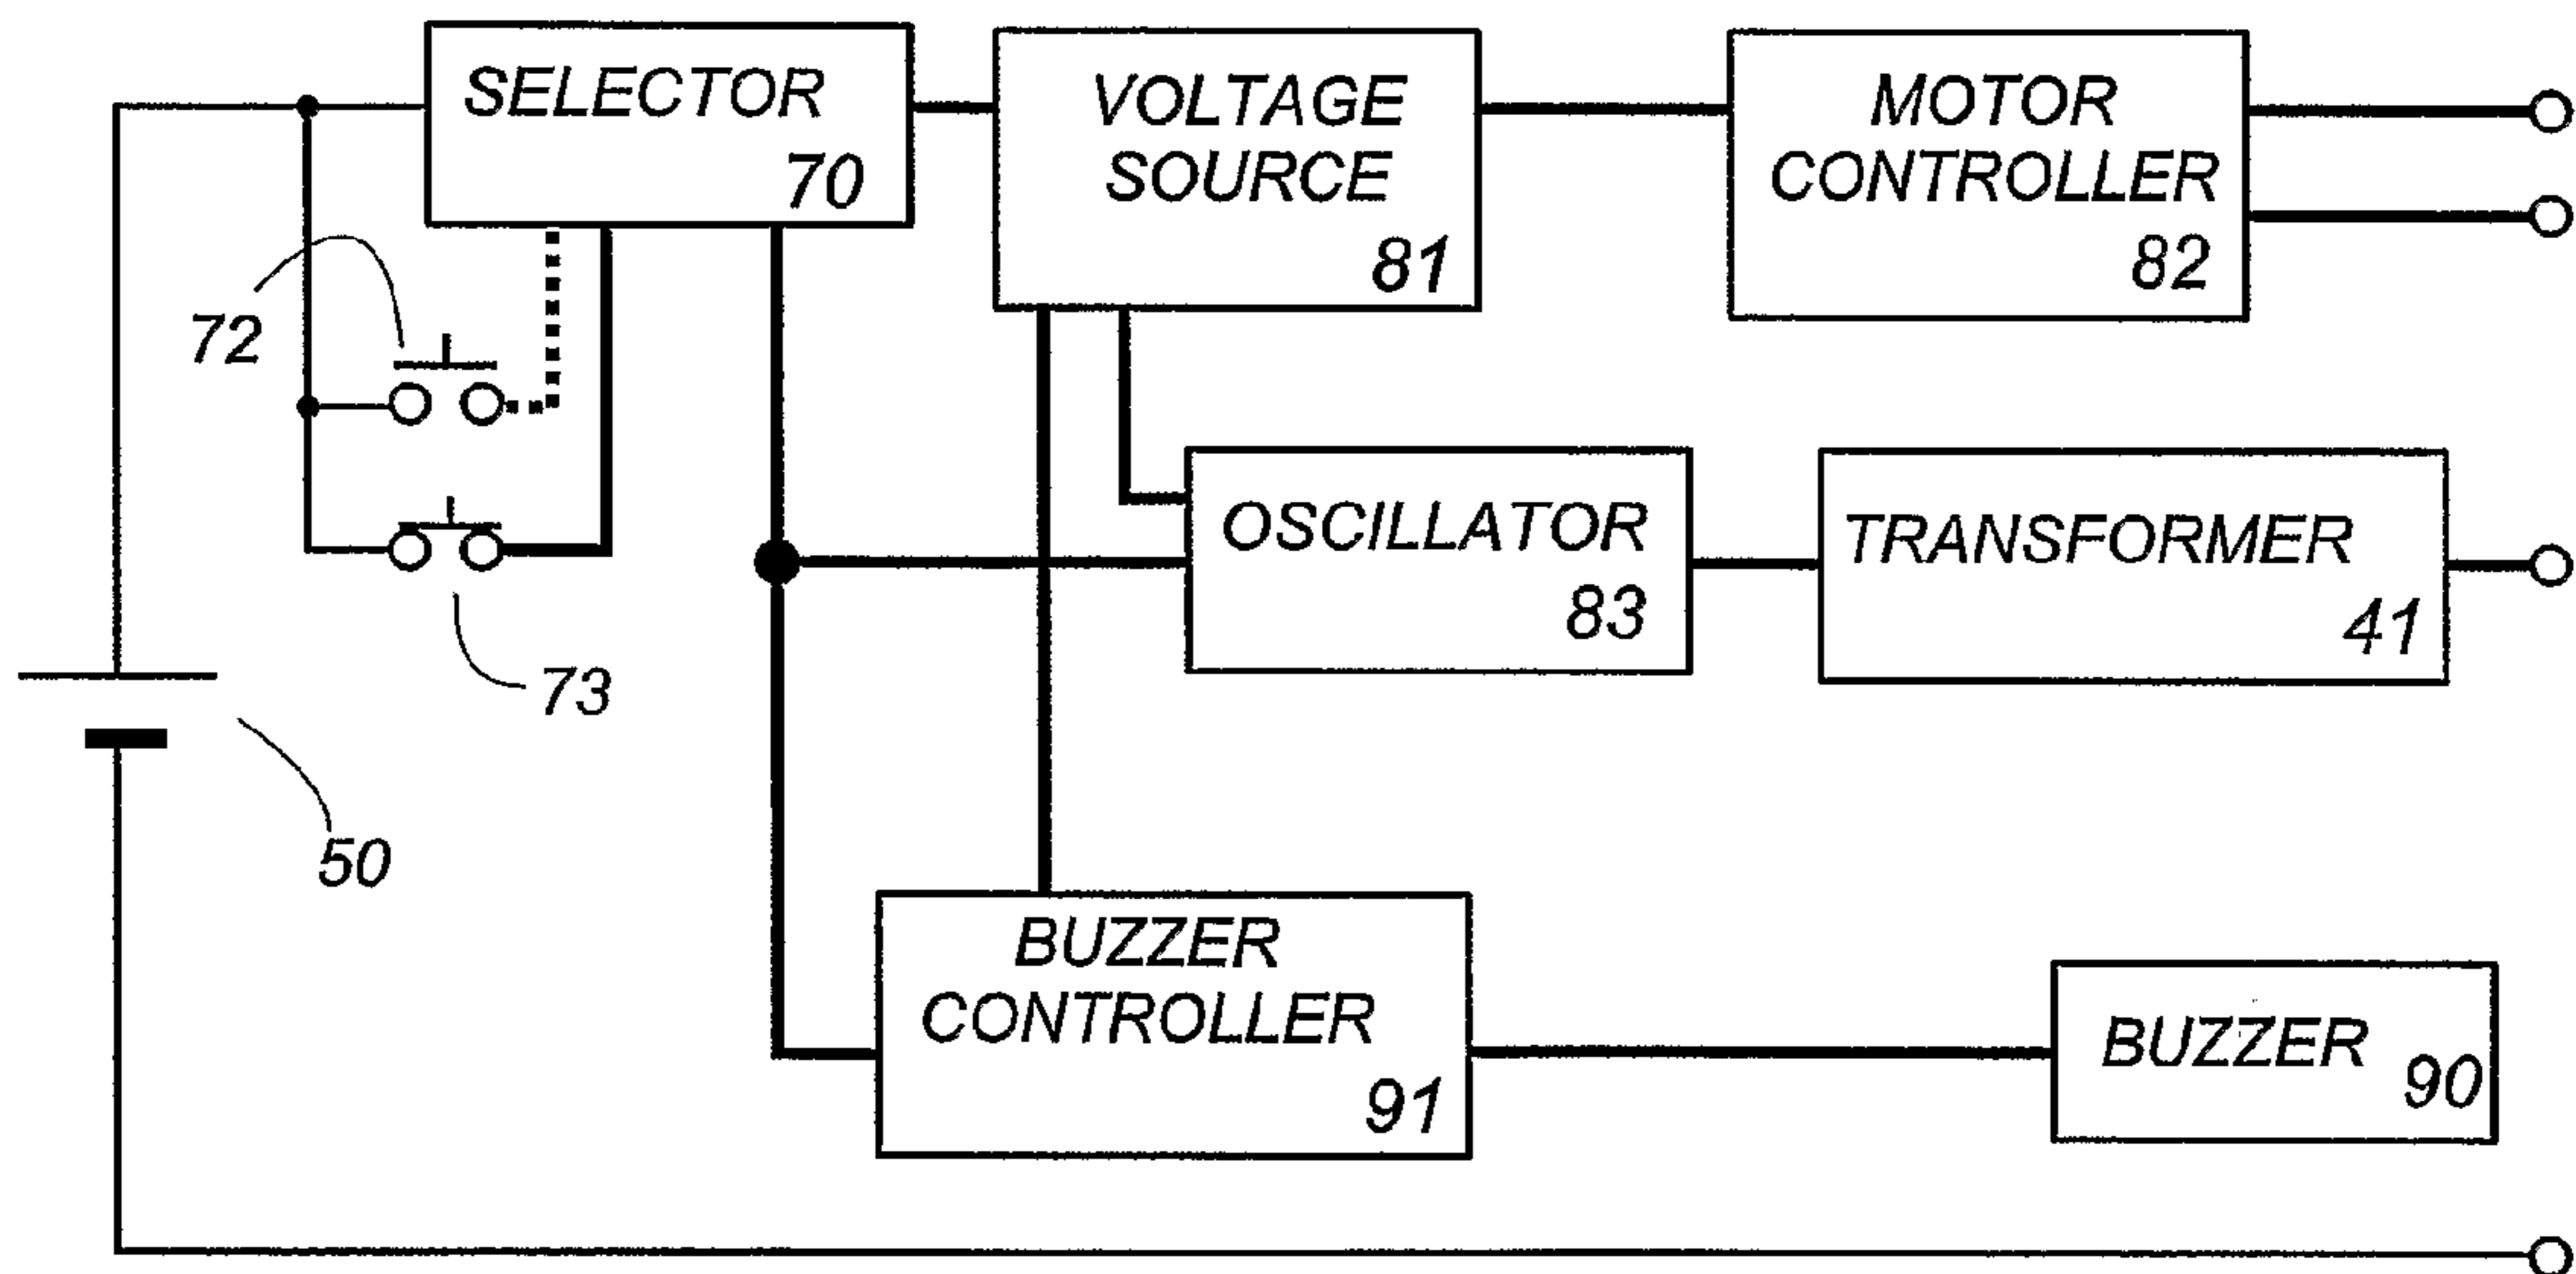 SELECTOR
70
VOLTAGE
SOURCE
81
MOTOR
CONTROLLER
82
72
OSCILLATOR
83
TRANSFORMER
41
73
50
BUZZER
CONTROLLER
91
BUZZER
90